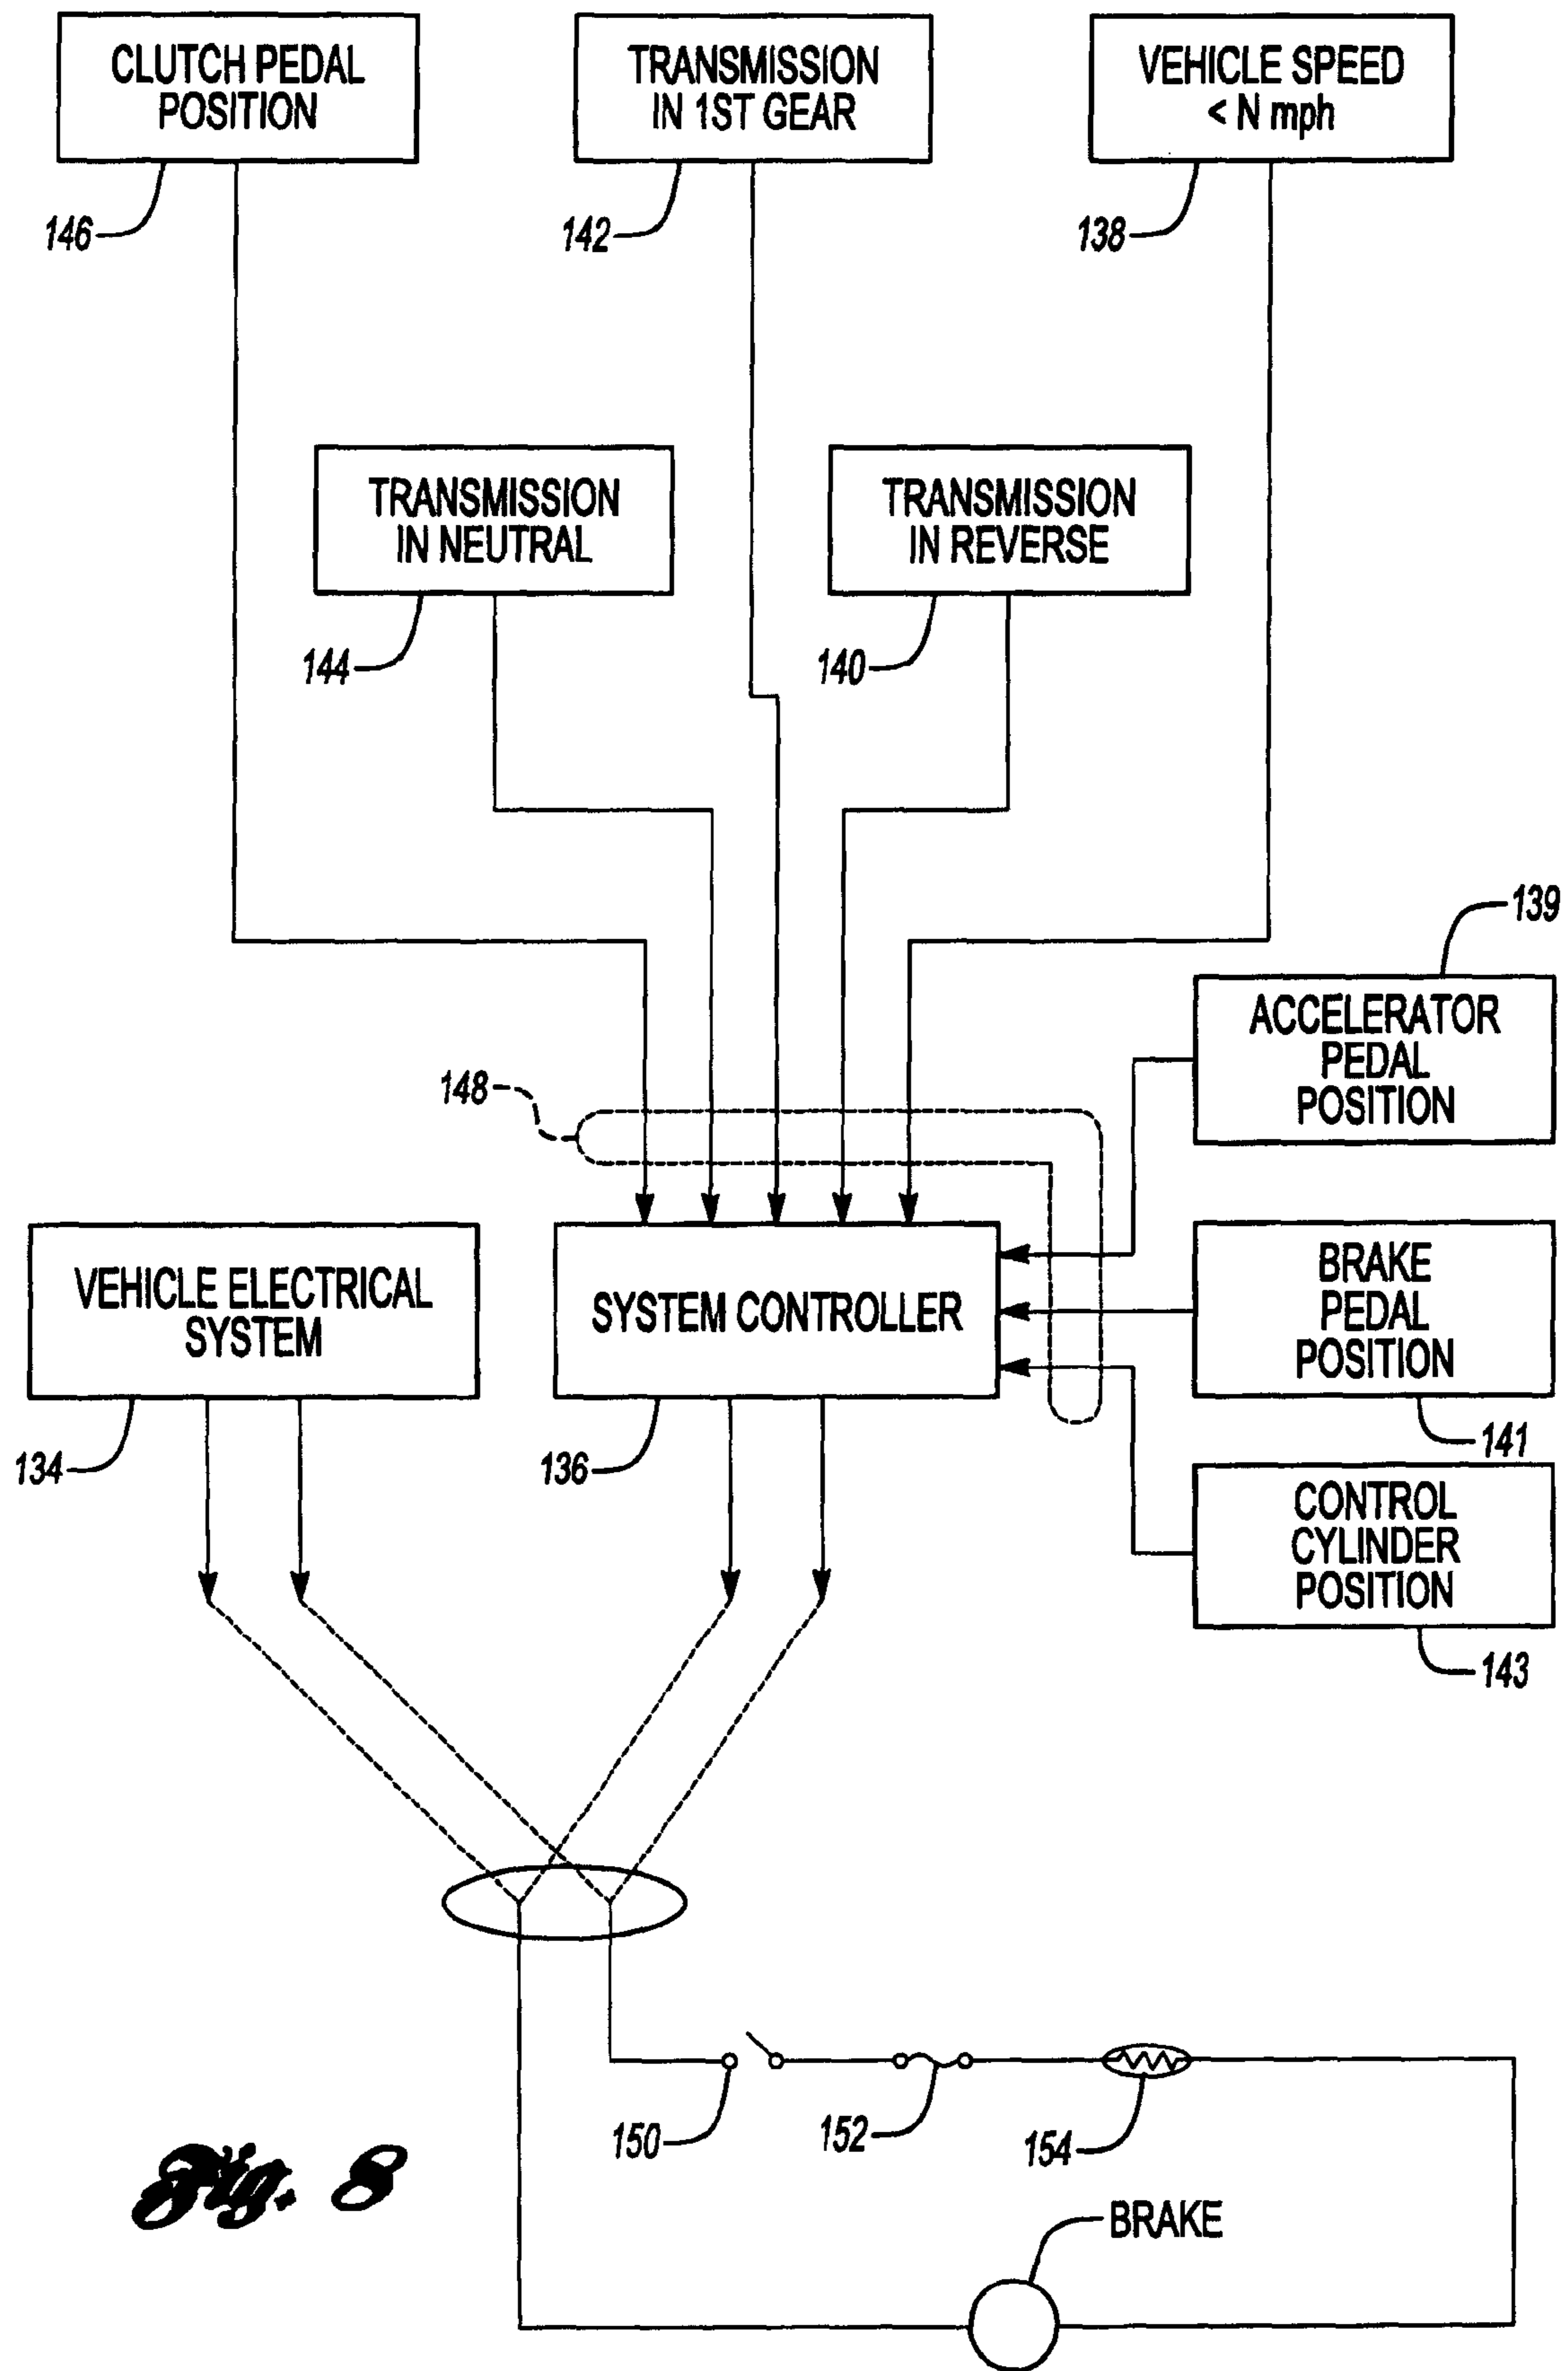 CLUTCH PEDAL
POSITION
TRANSMISSION
IN 1ST GEAR
VEHICLE SPEED
< N mph
146
142
138
TRANSMISSION
IN NEUTRAL
TRANSMISSION
IN REVERSE
144
140
139
ACCELERATOR
PEDAL
POSITION
148
VEHICLE ELECTRICAL
SYSTEM
SYSTEM CONTROLLER
BRAKE
PEDAL
POSITION
134
136
141
CONTROL
CYLINDER
POSITION
143
150
152
154
Fig. 8
BRAKE